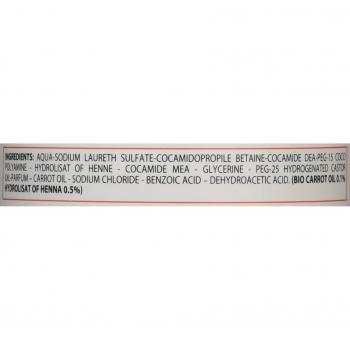 INGREDIENTS: AQUA-SODIUM LAURETH SULFATE-COCAMIDOPROPILE BETAINE-COCAMIDE DEA-PEG-15 COCO
POLYAMINE - HYDROLISAT OF HENNE - COCAMIDE MEA - GLYCERINE - PEG-25 HYDROGENATED CASTOR
OIL-PARFUM - CARROT OIL - SODIUM CHLORIDE - BENZOIC ACID – DEHYDROACETIC ACID. (BIO CARROT OIL 0.1%
HYDROLISAT OF HENNA 0.5%)